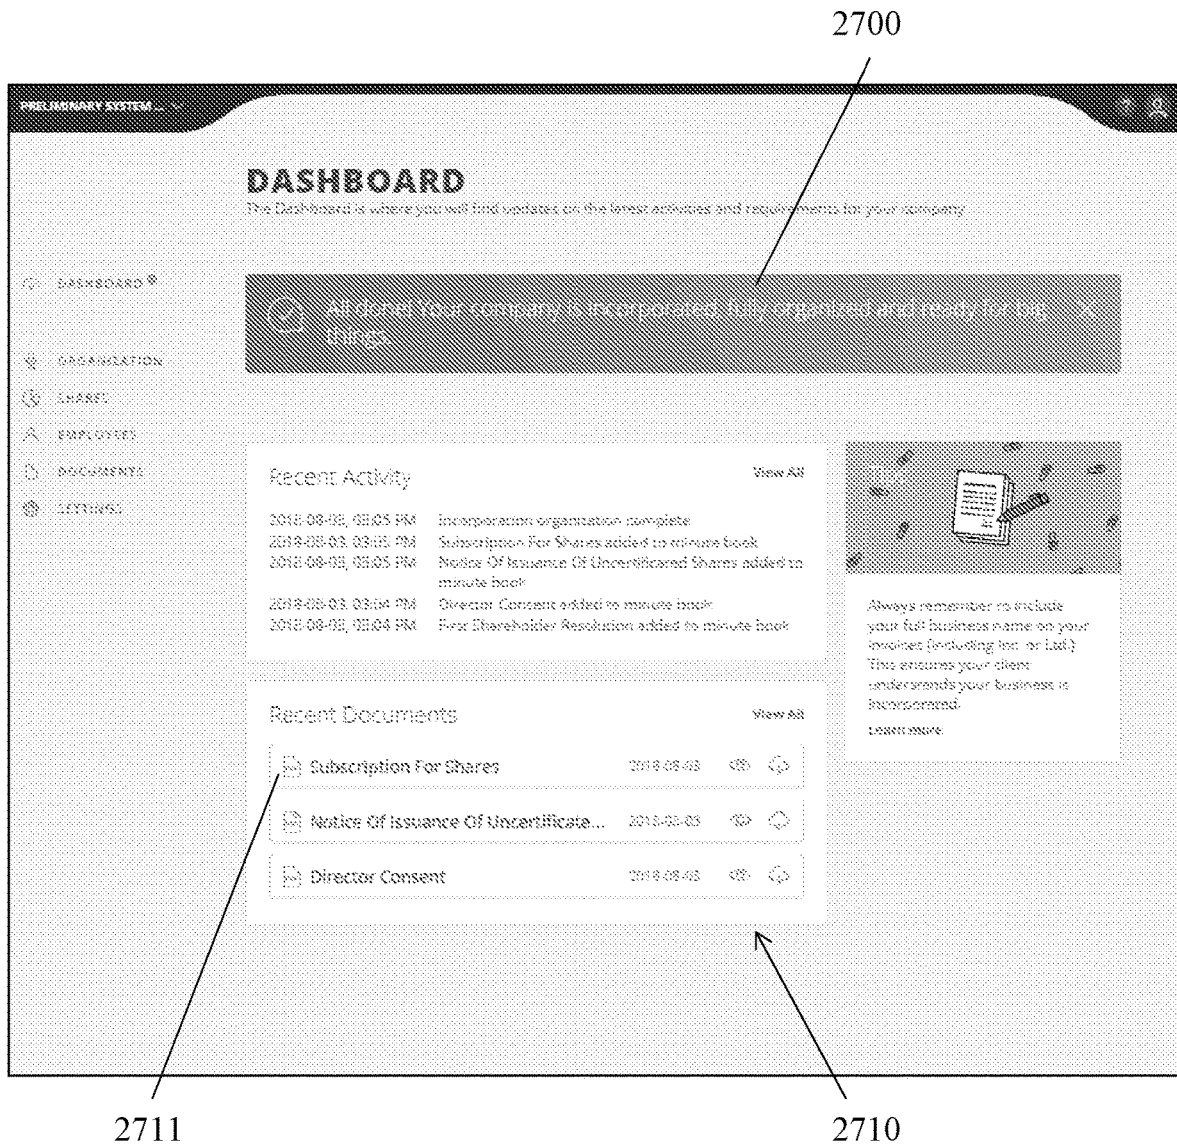 2700
PRELIMINARY SYSTEM ...
DASHBOARD
The Dashboard is where you will find updates on the latest activities and requirements for your company
DASHBOARD
All done! Your company is incorporated, fully organized and ready for big
things.
ORGANIZATION
SHARES
EMPLOYEES
DOCUMENTS
SETTINGS
Recent Activity View All
2018-08-03, 03:05 PM Incorporation organization complete
2018-08-03, 03:05 PM Subscription For Shares added to minute book
2018-08-03, 03:05 PM Notice Of Issuance Of Uncertificated Shares added to
minute book
2018-08-03, 03:04 PM Director Consent added to minute book
2018-08-03, 03:04 PM First Shareholder Resolution added to minute book
Always remember to include
your full business name on your
invoices (including Inc. or Ltd.)
This ensures your client
understands your business is
incorporated.
Learn more
Recent Documents View All
Subscription For Shares 2018-08-03
Notice Of Issuance Of Uncertificate... 2018-08-03
Director Consent 2018-08-03
2711
2710